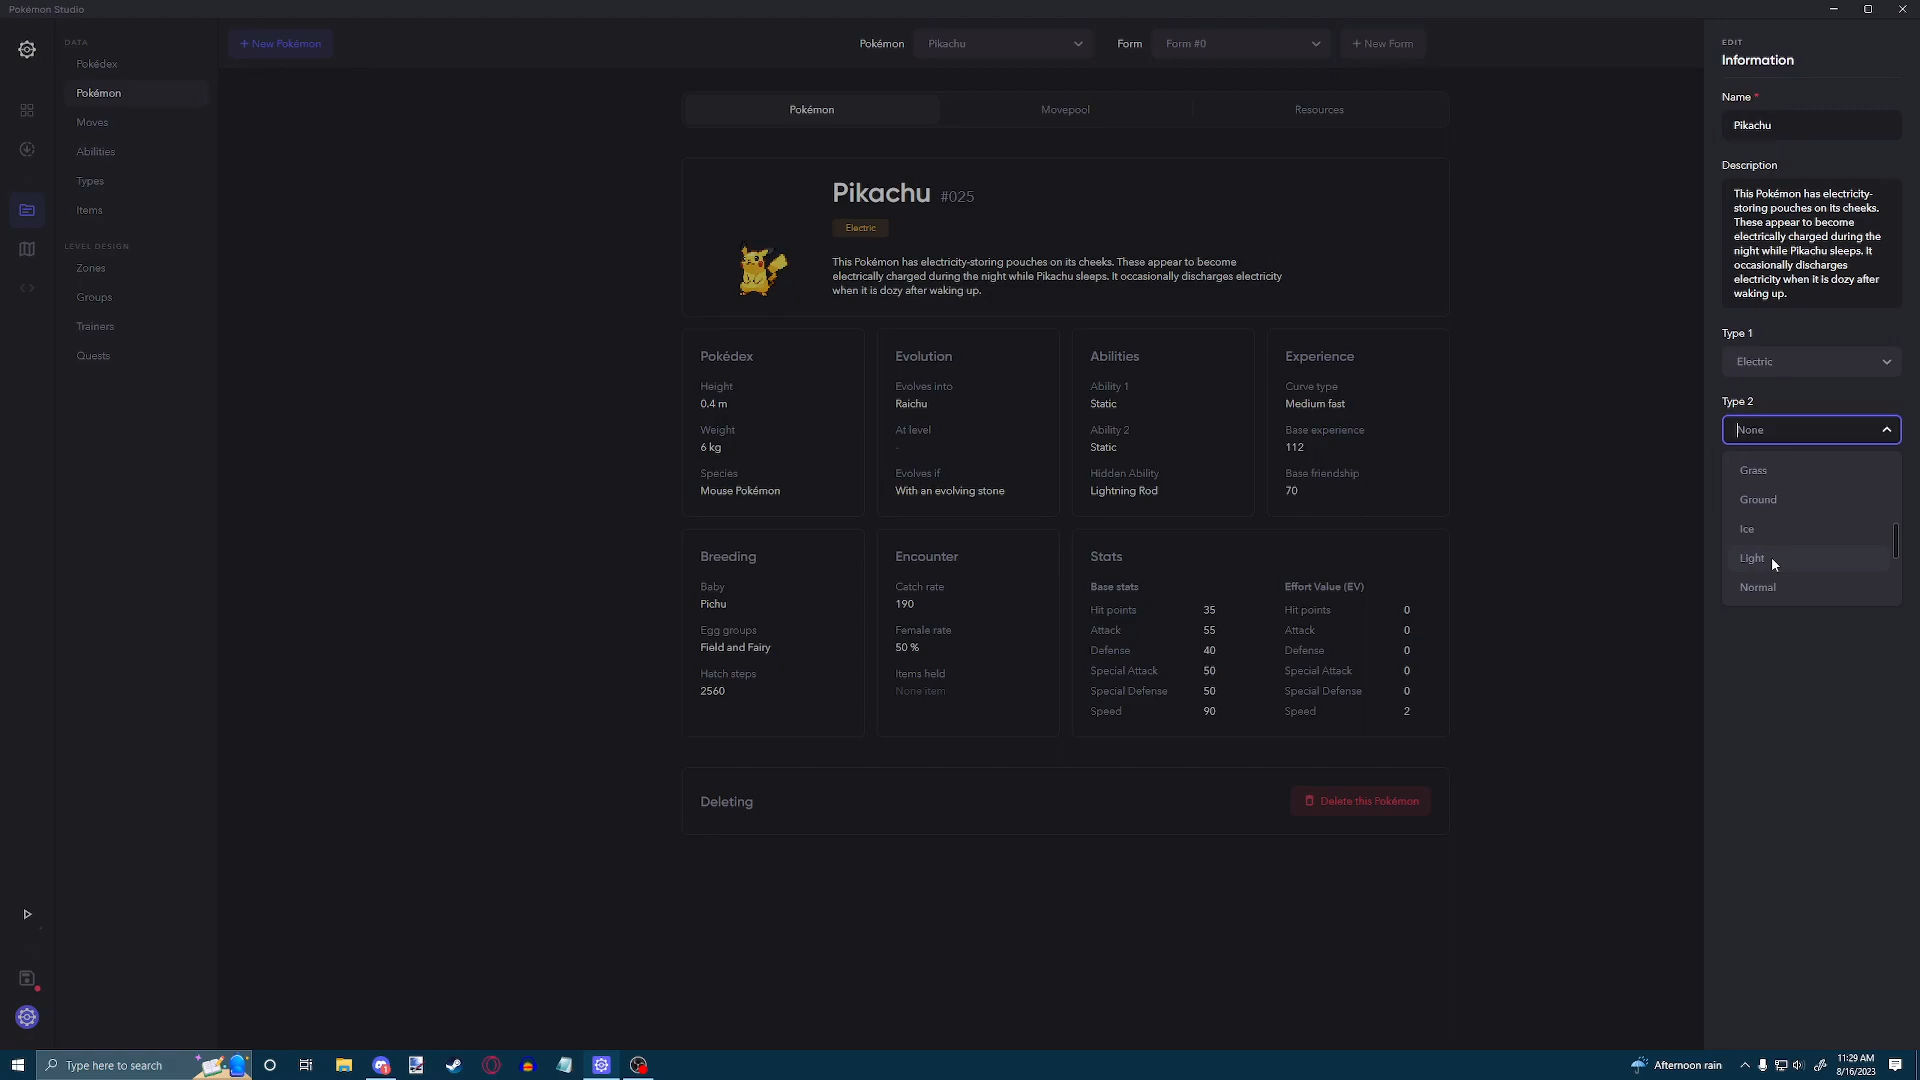 Pokémon Studio
DATA
Pokédex
Pokémon
Moves
Abilities
Types
Items
LEVEL DESIGN
Zones
Groups
Trainers
Quests
+ New Pokémon
Pokémon
Pikachu
Form
Form #0
+ New Form
Pokémon
Movepool
Resources
Pikachu #025
Electric
This Pokémon has electricity-storing pouches on its cheeks. These appear to become
electrically charged during the night while Pikachu sleeps. It occasionally discharges electricity
when it is dozy after waking up.
Pokédex
Height
0.4 m
Weight
6 kg
Species
Mouse Pokémon
Evolution
Evolves into
Raichu
At level
-
Evolves if
With an evolving stone
Abilities
Ability 1
Static
Ability 2
Static
Hidden Ability
Lightning Rod
Experience
Curve type
Medium fast
Base experience
112
Base friendship
70
Breeding
Baby
Pichu
Egg groups
Field and Fairy
Hatch steps
2560
Encounter
Catch rate
190
Female rate
50 %
Items held
None item
Stats
Base stats Effort Value (EV)
Hit points 35 Hit points 0
Attack 55 Attack 0
Defense 40 Defense 0
Special Attack 50 Special Attack 0
Special Defense 50 Special Defense 0
Speed 90 Speed 2
Deleting
Delete this Pokémon
EDIT
Information
Name *
Pikachu
Description
This Pokémon has electricity-
storing pouches on its cheeks.
These appear to become
electrically charged during the
night while Pikachu sleeps. It
occasionally discharges
electricity when it is dozy after
waking up.
Type 1
Electric
Type 2
None
Grass
Ground
Ice
Light
Normal
Type here to search
Afternoon rain
11:29 AM
8/16/2023